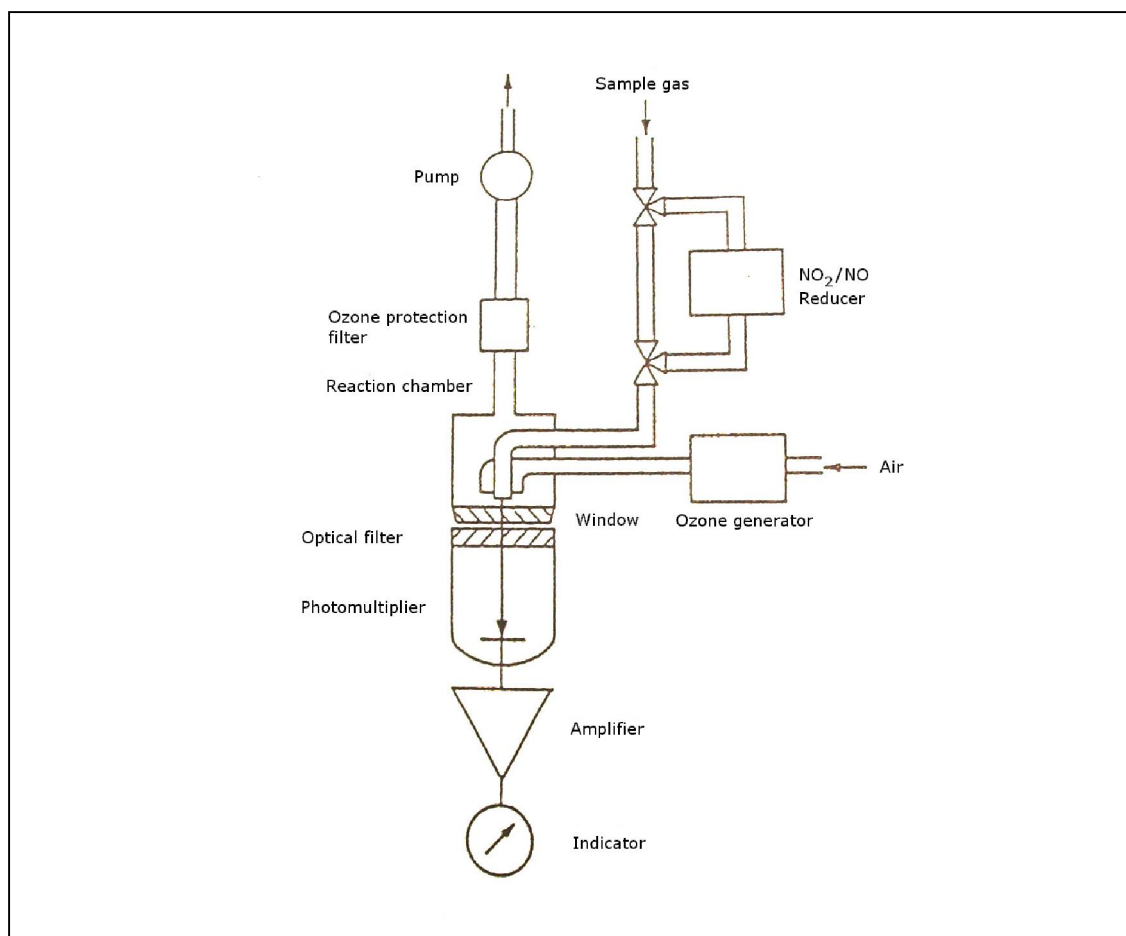 Sample gas
Pump
NO₂/NO
Reducer
Ozone protection
filter
Reaction chamber
Air
Window
Ozone generator
Optical filter
Photomultiplier
Amplifier
Indicator